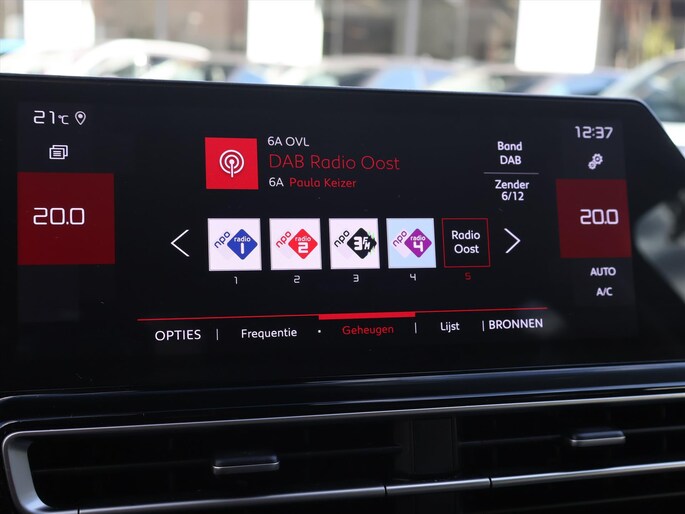 21°C
12:37
6A OVL
DAB Radio Oost
6A Paula Keizer
Band
DAB
Zender
6/12
20.0
20.0
npo radio 1
npo radio 2
npo 3FM
npo radio 4
Radio
Oost
1 2 3 4 5
AUTO
A/C
OPTIES | Frequentie • Geheugen | Lijst | BRONNEN